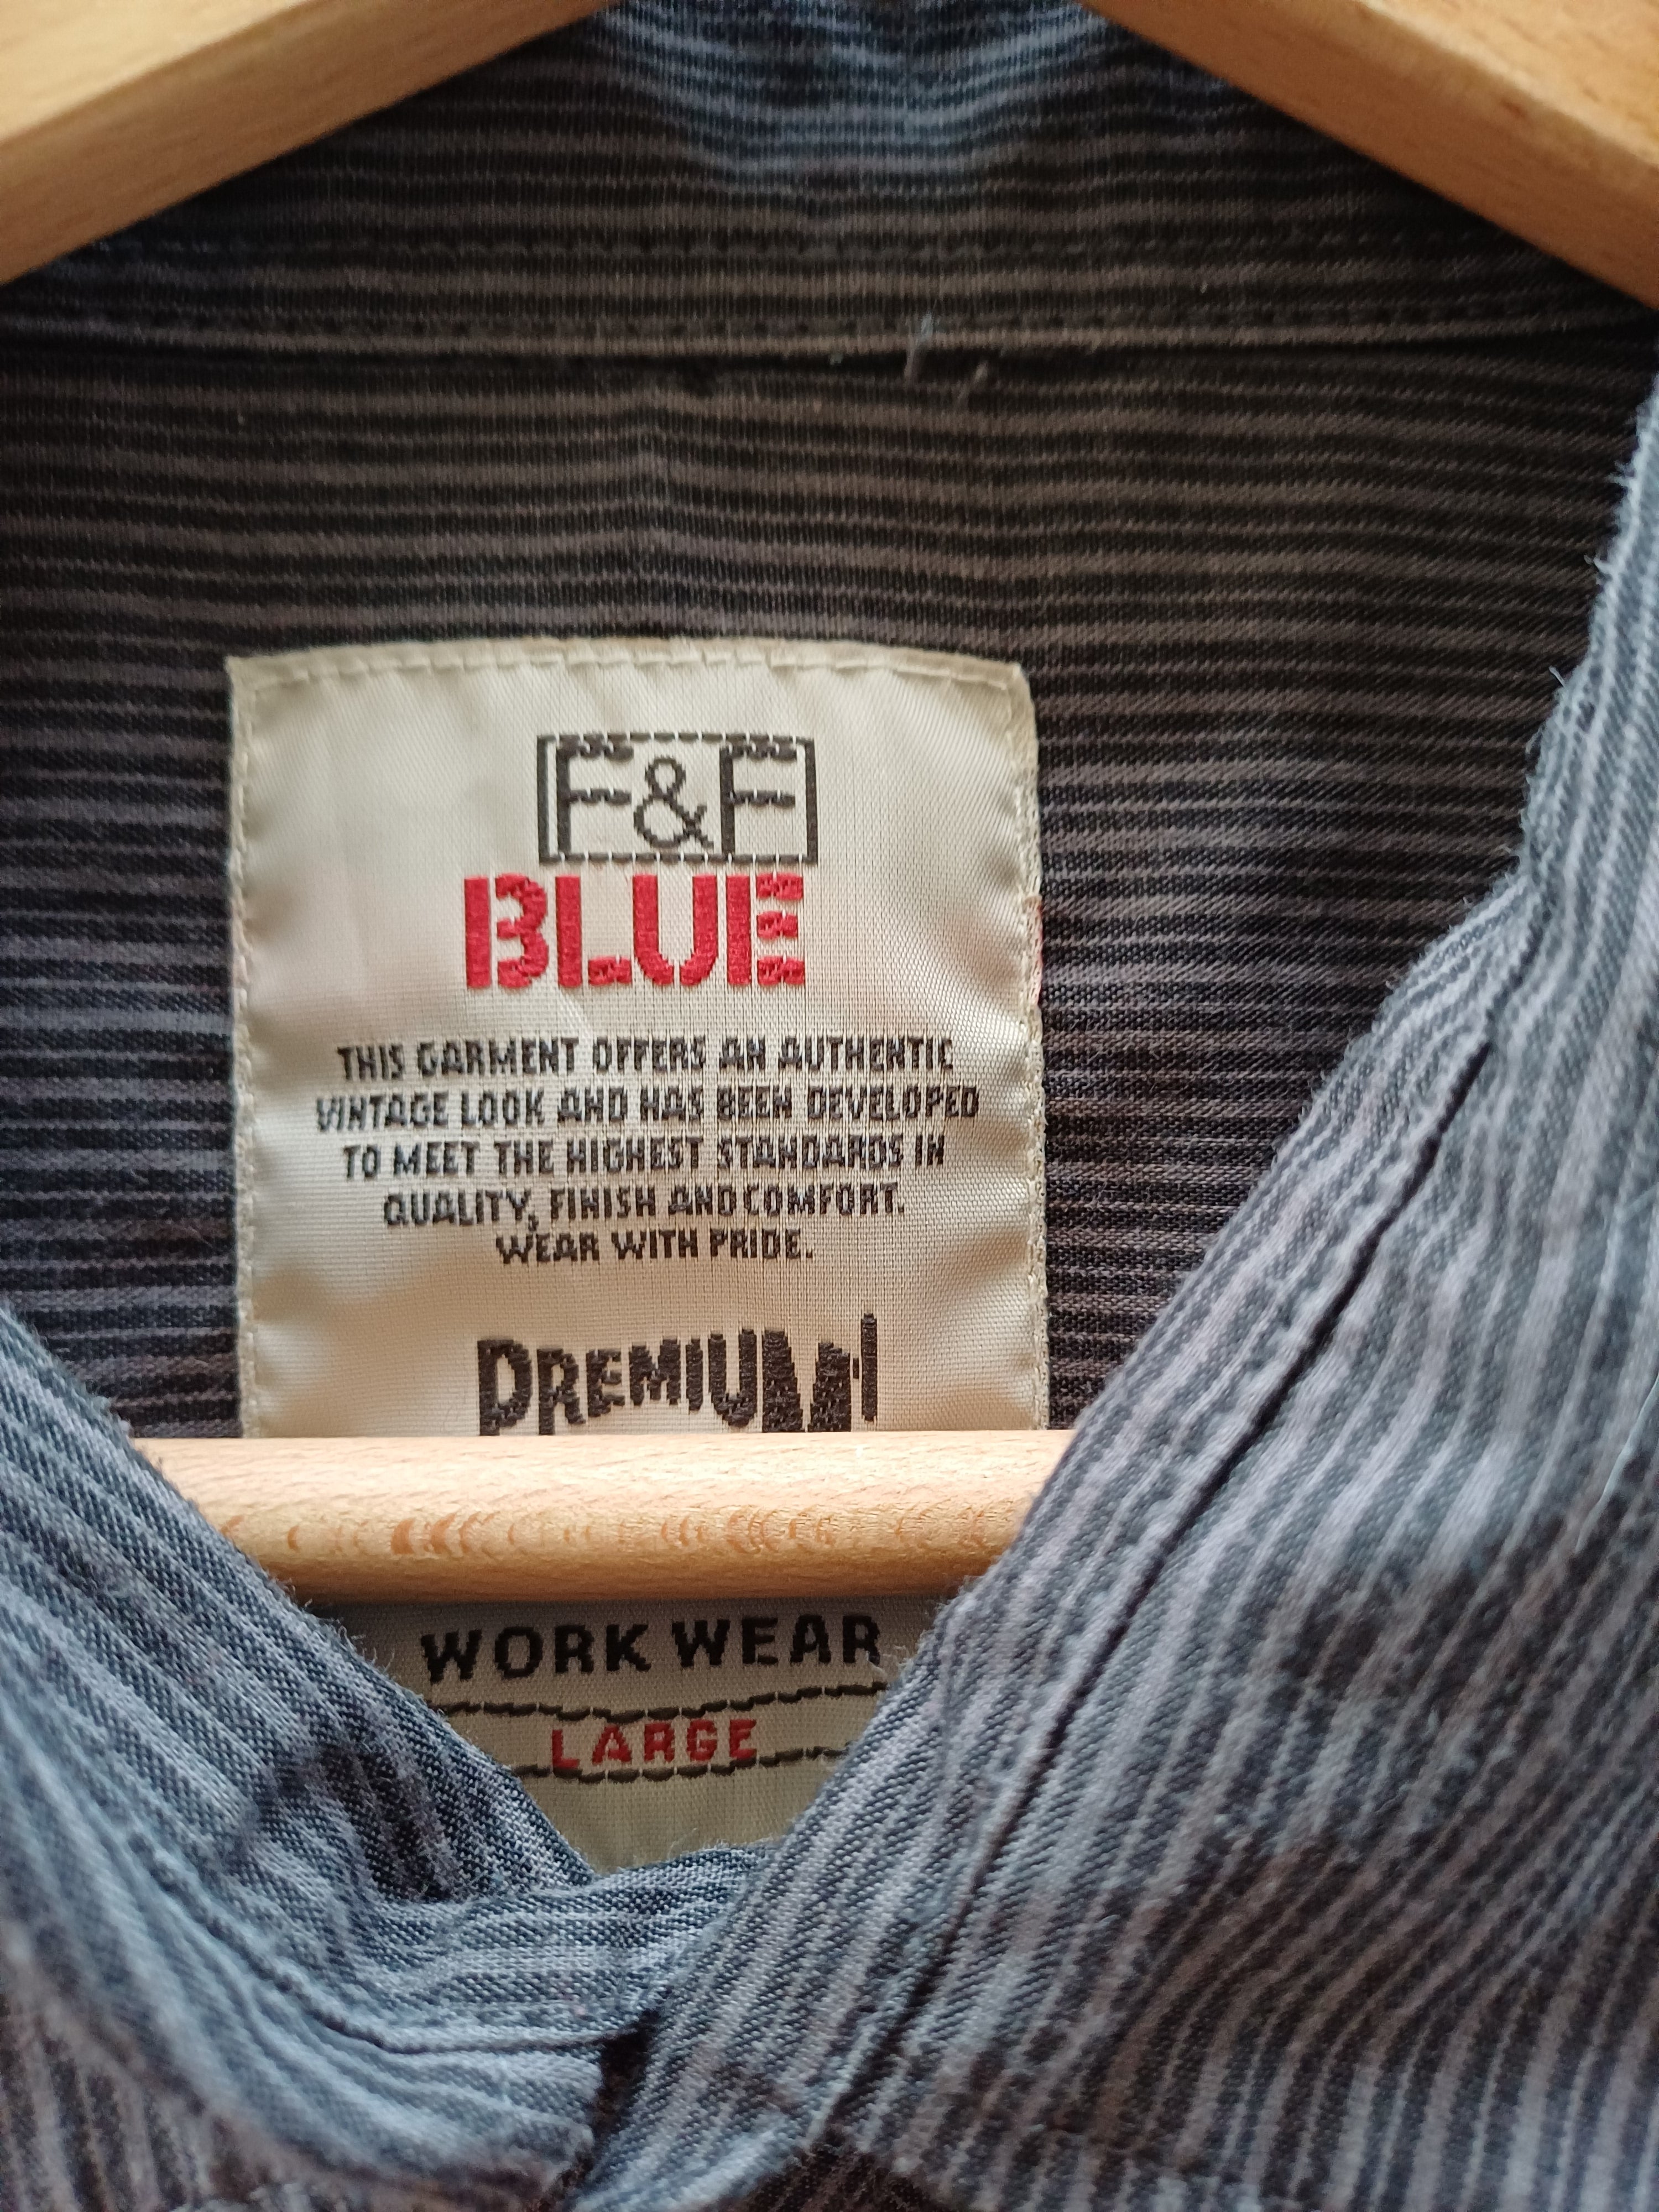 F&F
BLUE
THIS GARMENT OFFERS AN AUTHENTIC
VINTAGE LOOK AND HAS BEEN DEVELOPED
TO MEET THE HIGHEST STANDARDS IN
QUALITY, FINISH AND COMFORT.
WEAR WITH PRIDE.
PREMIUM
WORK WEAR
LARGE